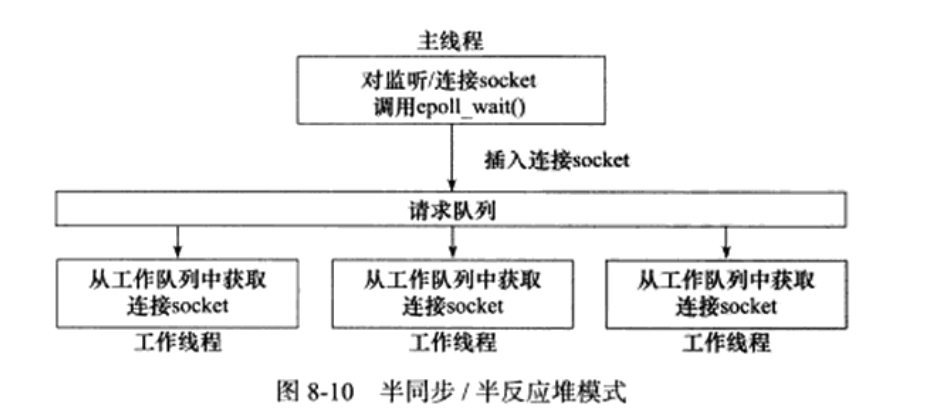 主线程
对监听/连接socket
调用epoll_wait()
插入连接socket
请求队列
从工作队列中获取
连接socket
从工作队列中获取
连接socket
从工作队列中获取
连接socket
工作线程
工作线程
工作线程
图 8-10 半同步 / 半反应堆模式